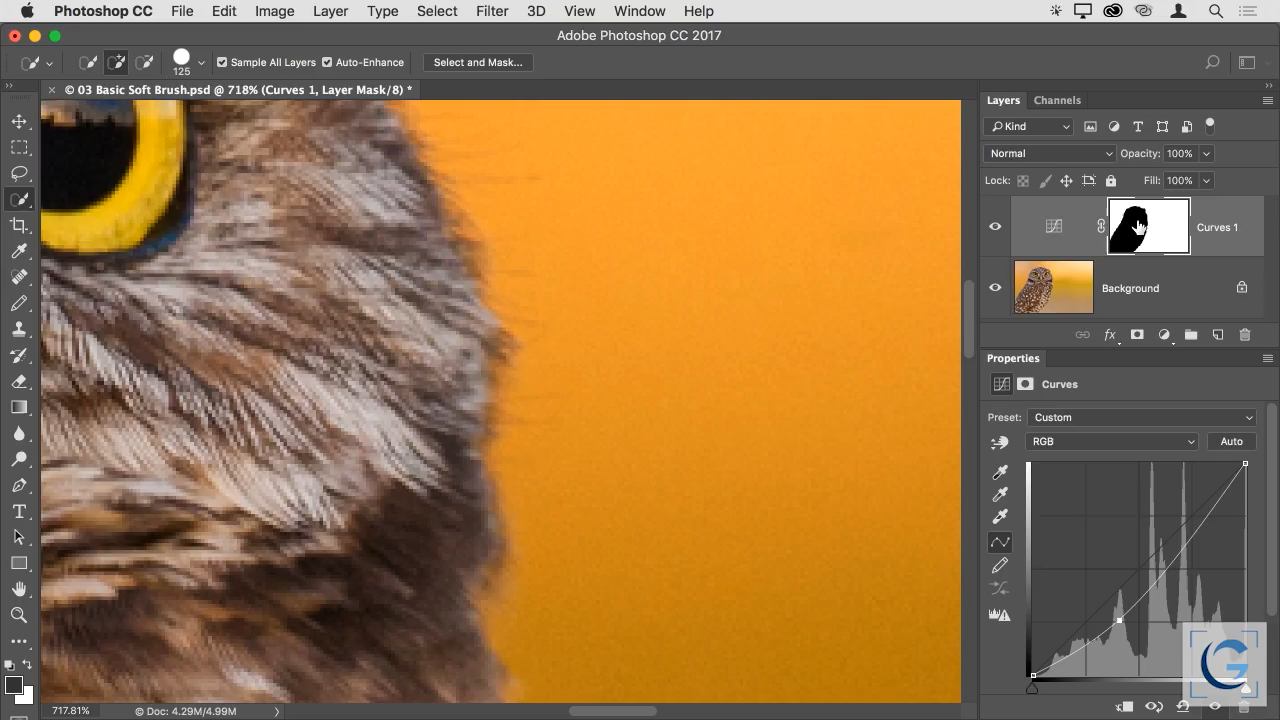 Photoshop CC File Edit Image Layer Type Select Filter 3D View Window Help
Adobe Photoshop CC 2017
125 Sample All Layers Auto-Enhance Select and Mask...
© 03 Basic Soft Brush.psd @ 718% (Curves 1, Layer Mask/8) *
Layers Channels
Kind
Normal Opacity: 100%
Lock: Fill: 100%
Curves 1
Background
fx
Properties
Curves
Preset: Custom
RGB Auto
717.81% © Doc: 4.29M/4.99M